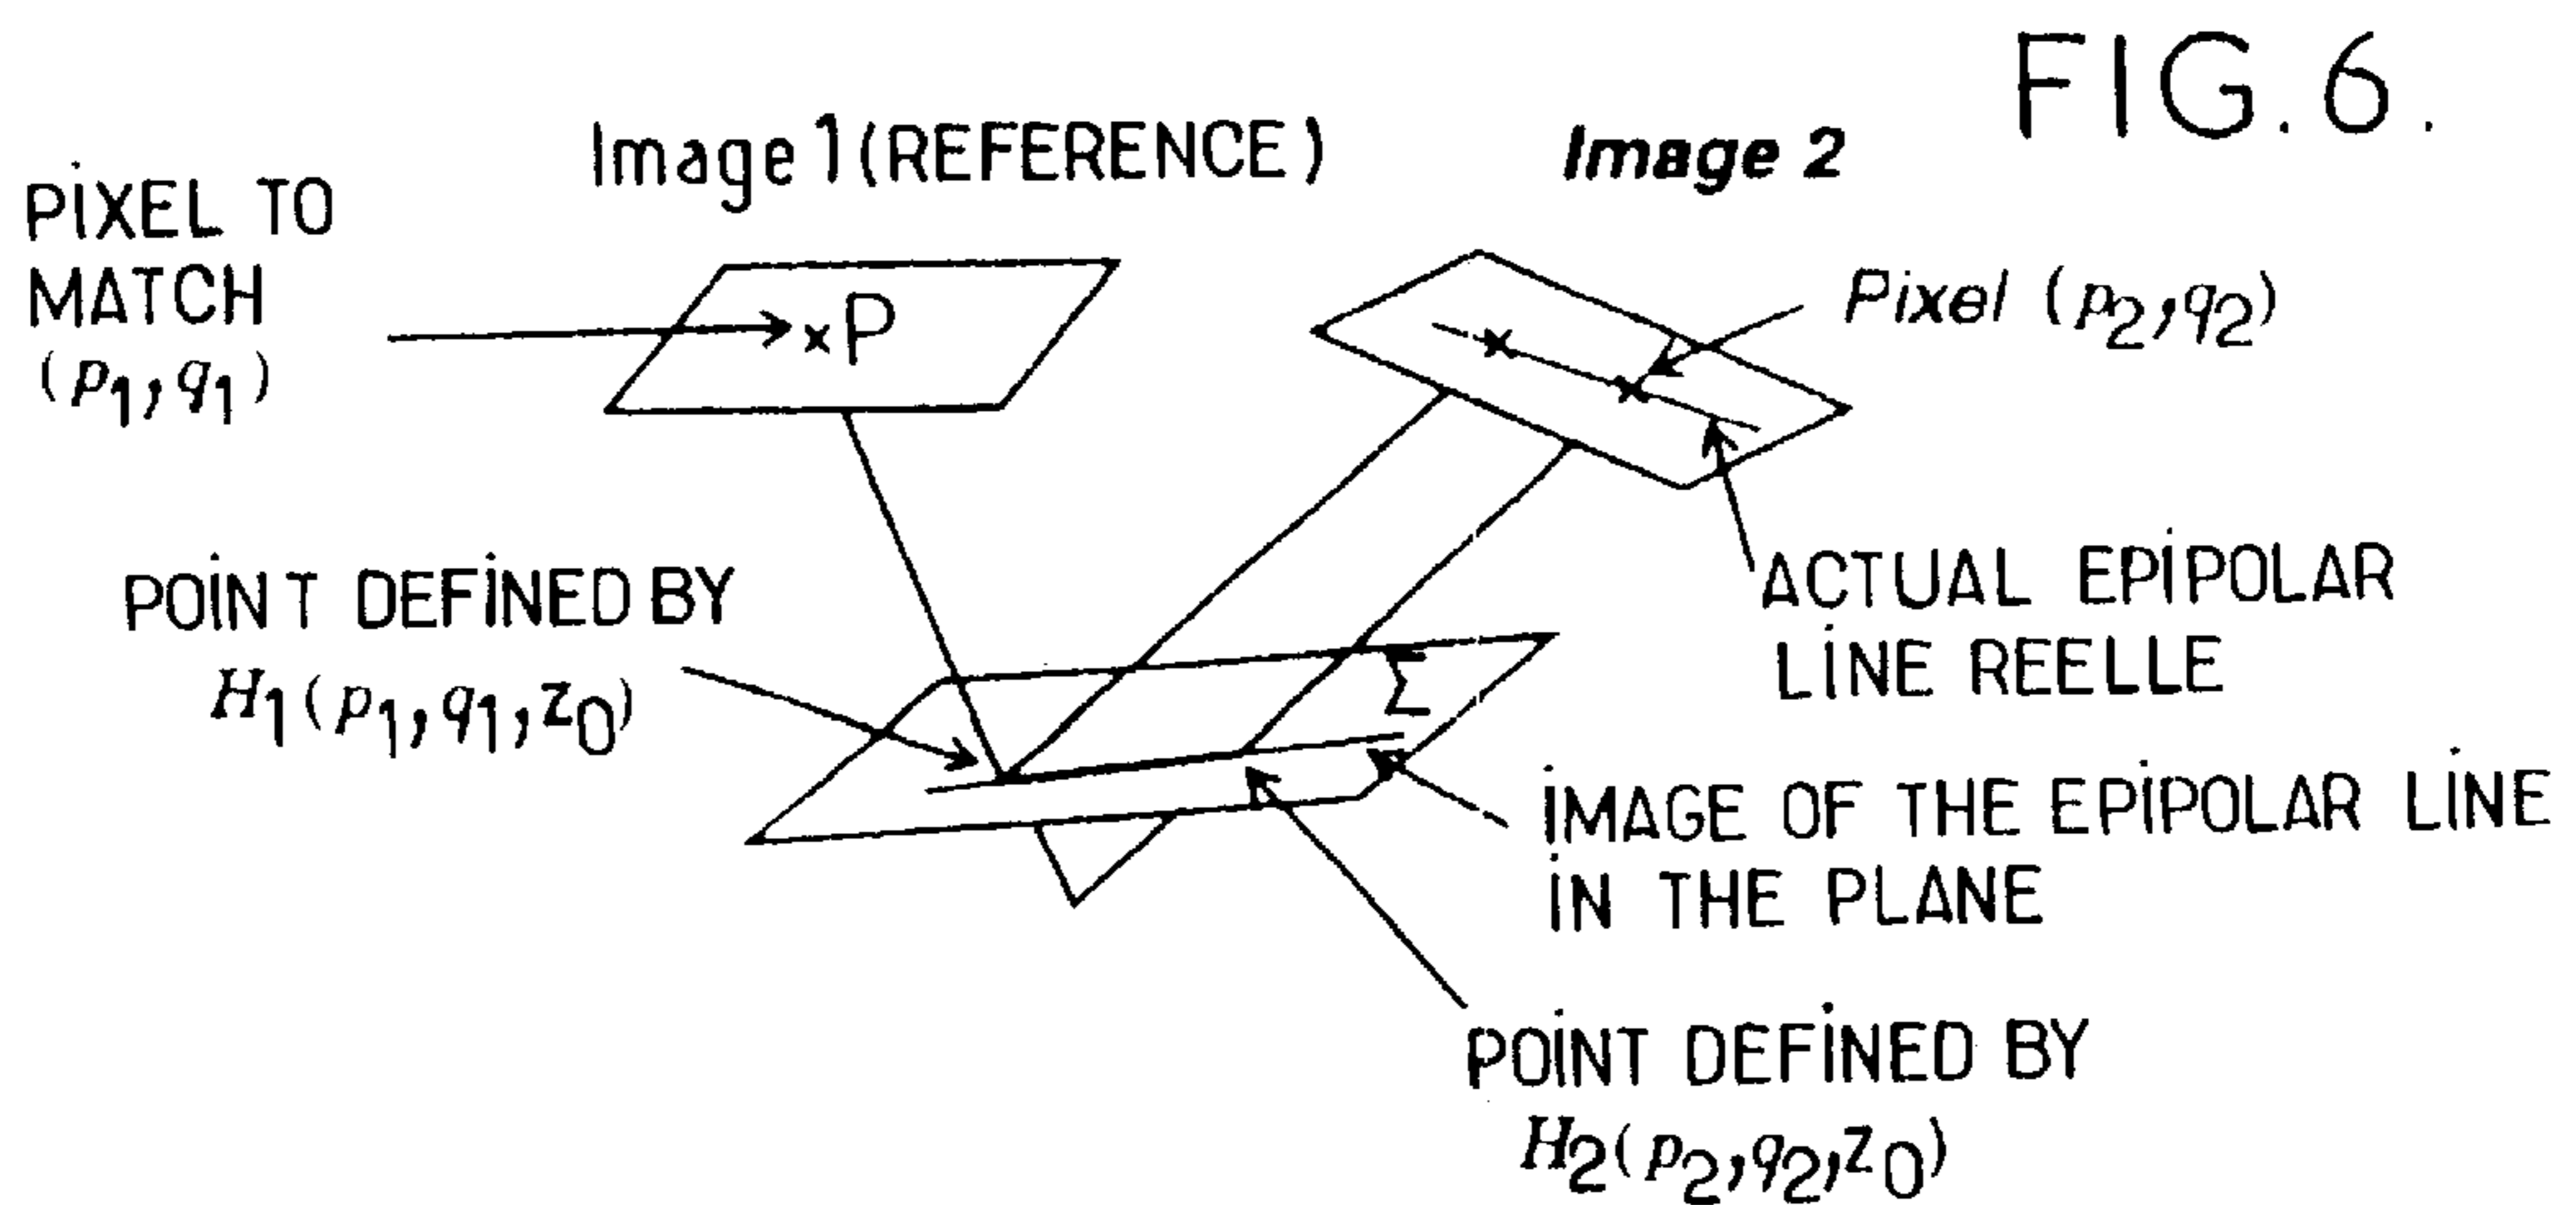 FIG. 6.
Image 1 (REFERENCE)
Image 2
PIXEL TO
MATCH
(p1, q1)
xP
Pixel (p2, q2)
ACTUAL EPIPOLAR
LINE REELLE
POINT DEFINED BY
H1 (p1, q1, z0)
Σ
IMAGE OF THE EPIPOLAR LINE
IN THE PLANE
POINT DEFINED BY
H2 (p2, q2, z0)